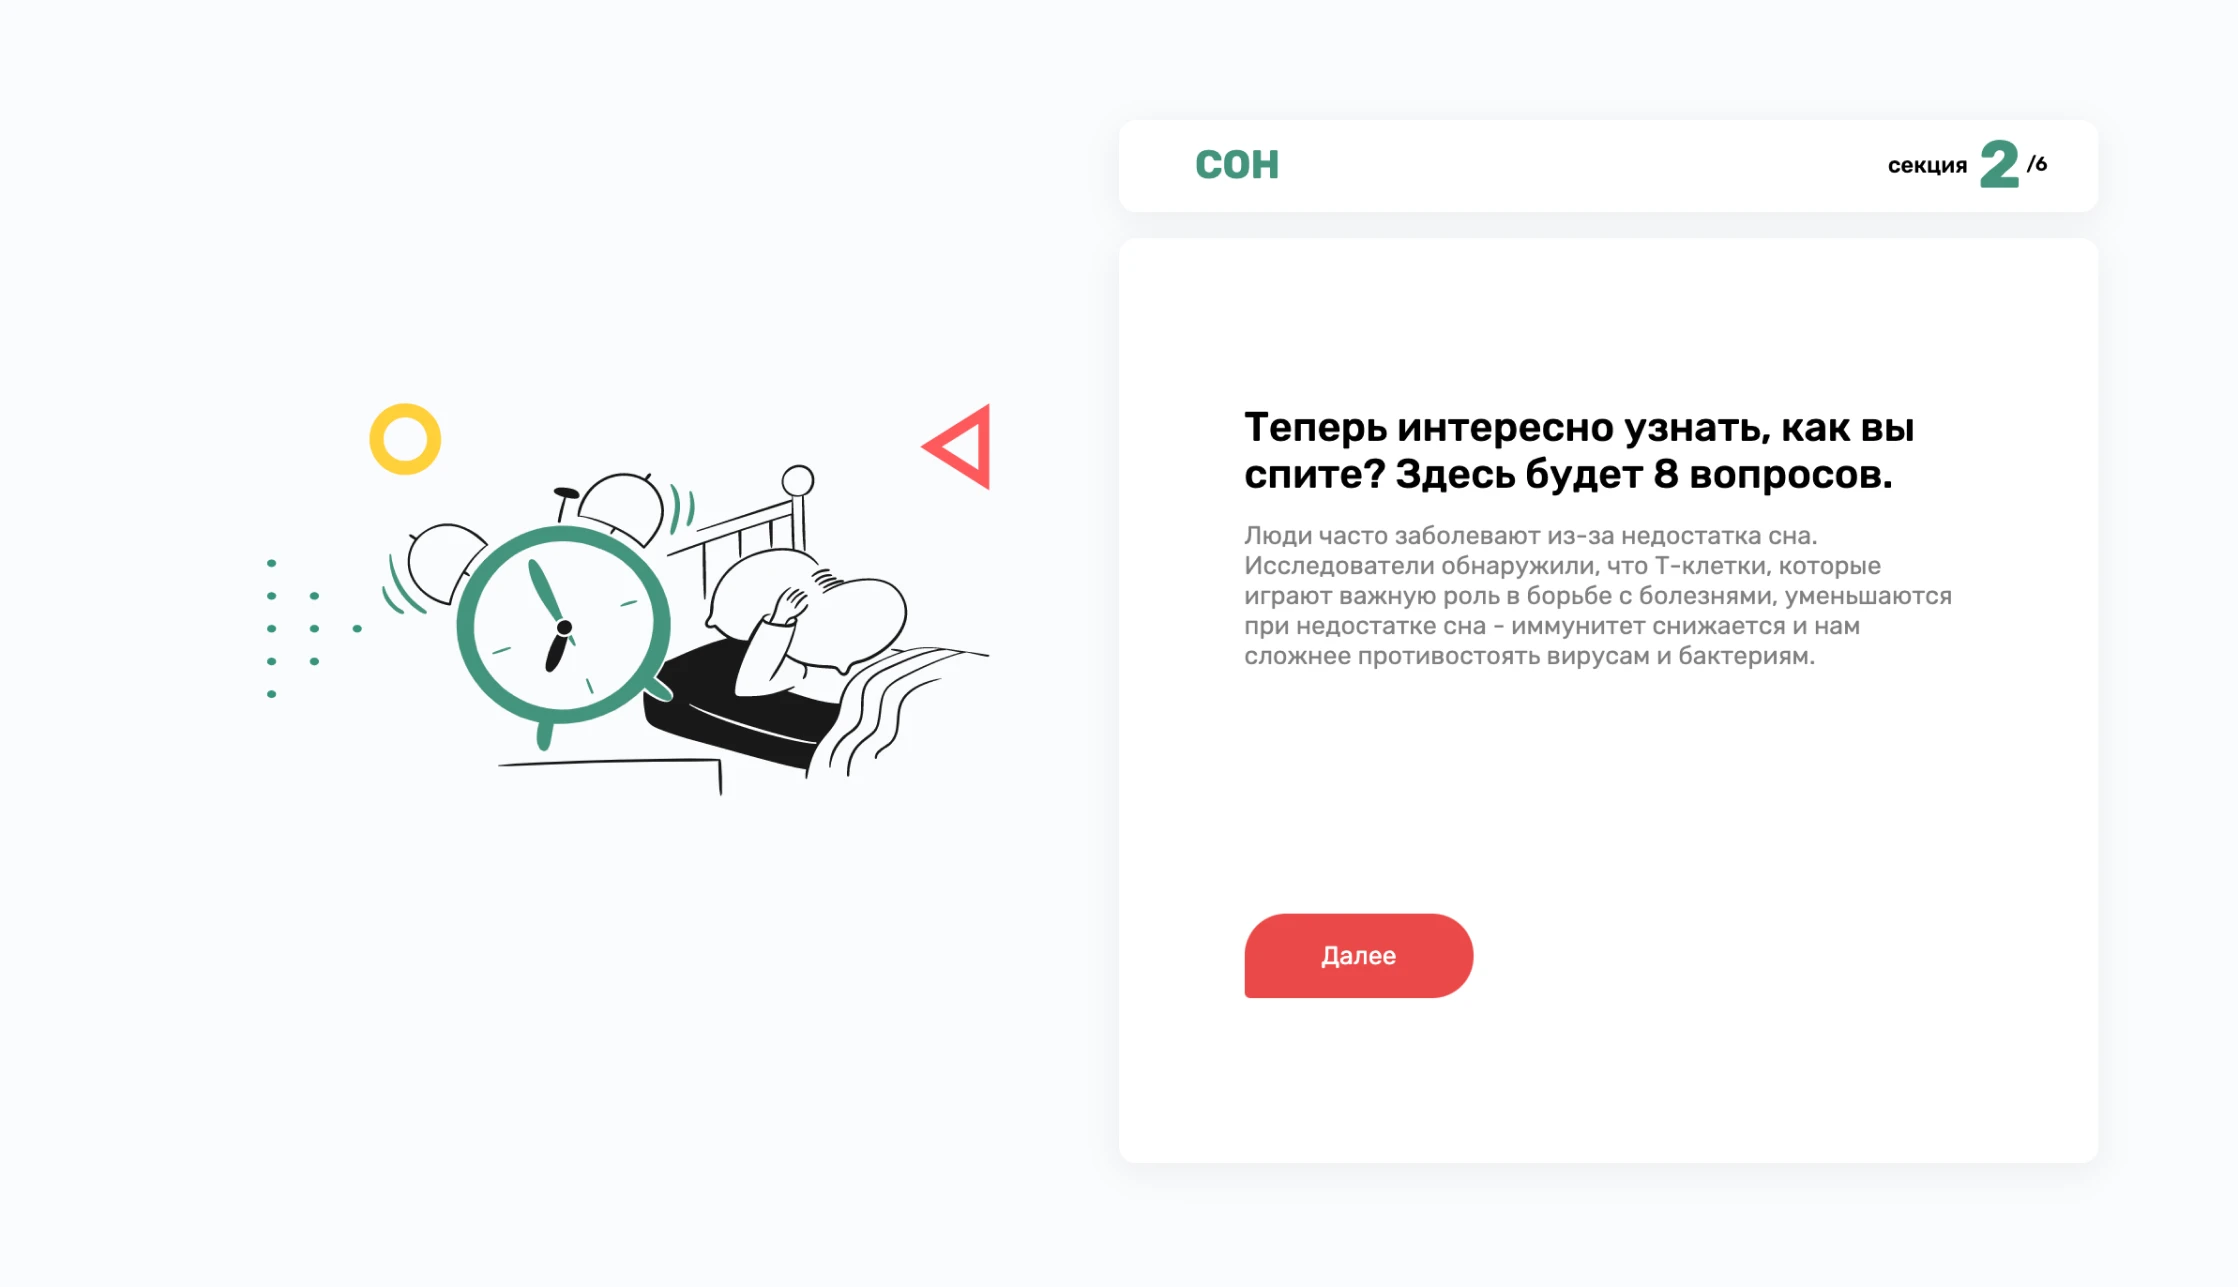 СОН
секция 2 /6
Теперь интересно узнать, как вы
спите? Здесь будет 8 вопросов.
Люди часто заболевают из-за недостатка сна.
Исследователи обнаружили, что Т-клетки, которые
играют важную роль в борьбе с болезнями, уменьшаются
при недостатке сна - иммунитет снижается и нам
сложнее противостоять вирусам и бактериям.
Далее